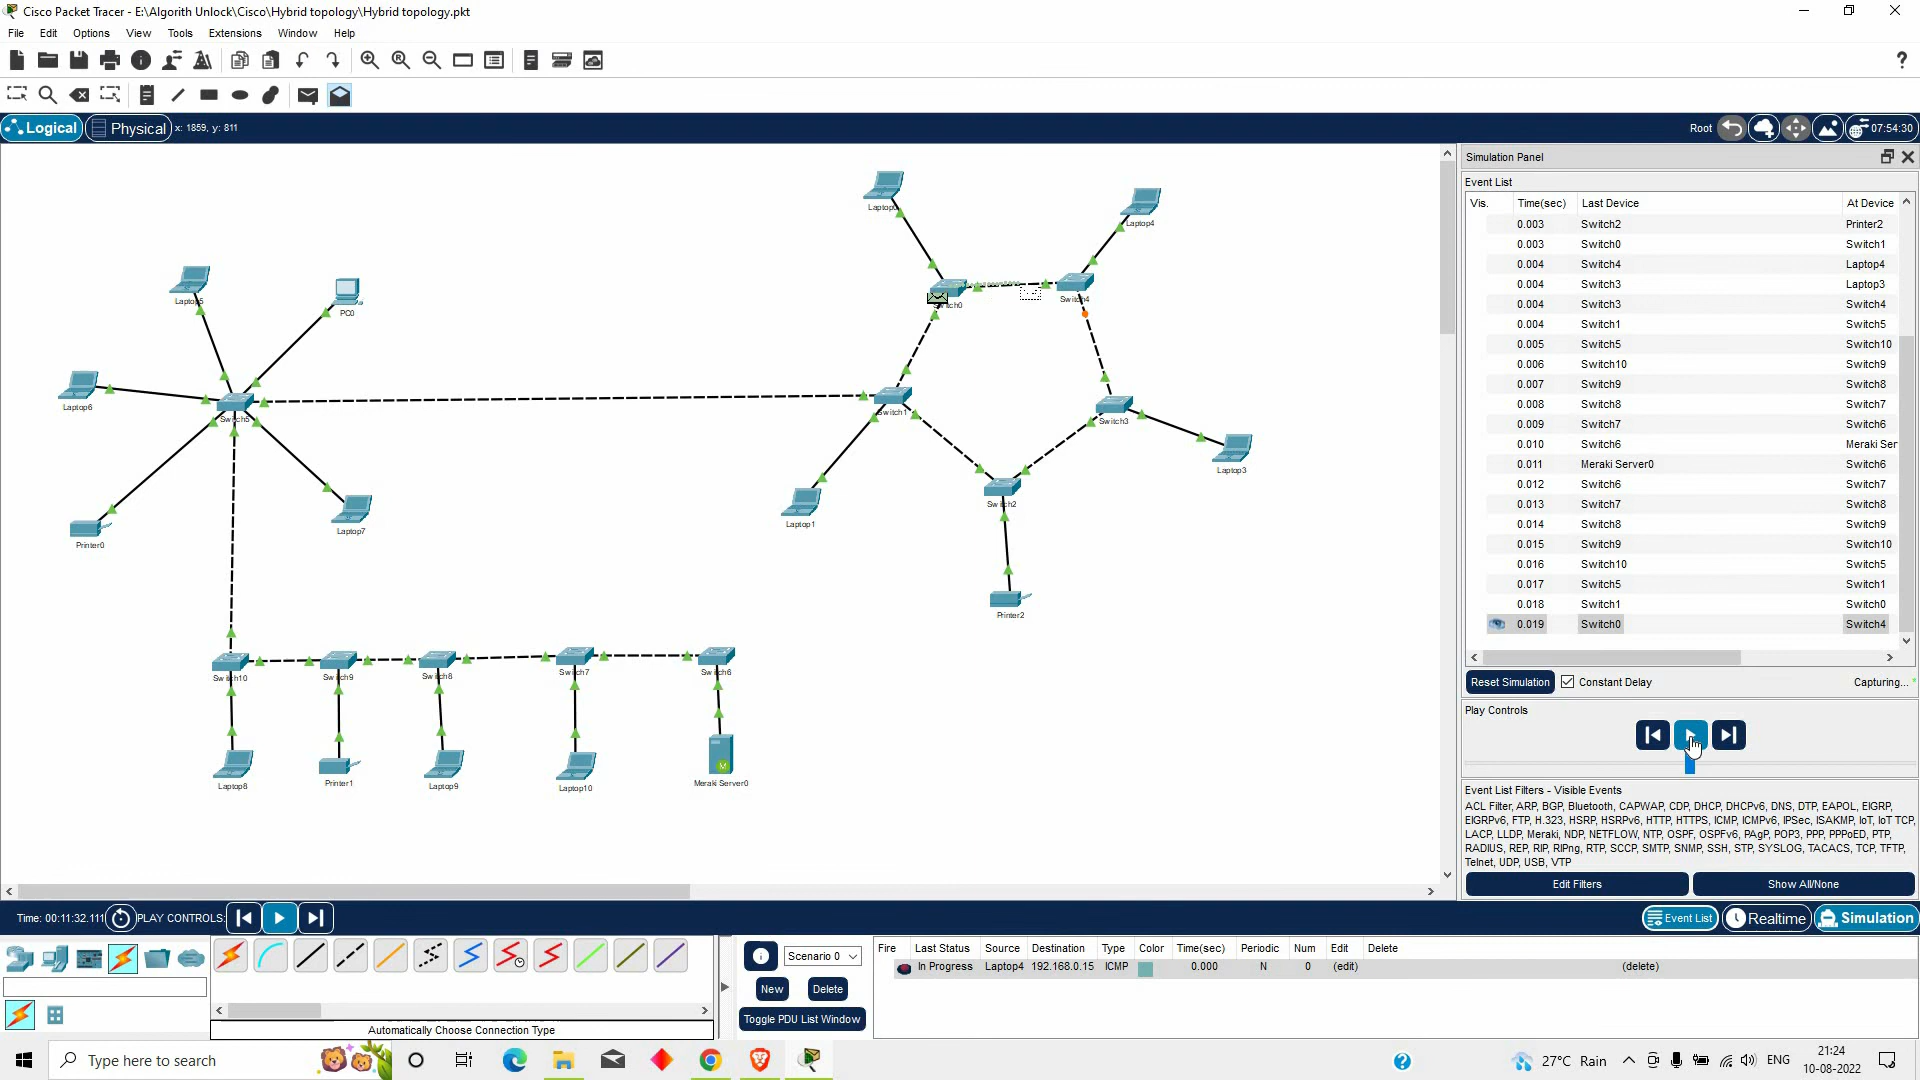 Cisco Packet Tracer - E:\Algorith Unlock\Cisco\Hybrid topology\Hybrid topology.pkt
File Edit Options View Tools Extensions Window Help
Logical Physical x: 1859, y: 811 Root 07:54:30
Simulation Panel
Event List
Vis. Time(sec) Last Device At Device
0.003 Switch2 Printer2
0.003 Switch0 Switch1
0.004 Switch4 Laptop4
0.004 Switch3 Laptop3
0.004 Switch3 Switch4
0.004 Switch1 Switch5
0.005 Switch5 Switch10
0.006 Switch10 Switch9
0.007 Switch9 Switch8
0.008 Switch8 Switch7
0.009 Switch7 Switch6
0.010 Switch6 Meraki Ser
0.011 Meraki Server0 Switch6
0.012 Switch6 Switch7
0.013 Switch7 Switch8
0.014 Switch8 Switch9
0.015 Switch9 Switch10
0.016 Switch10 Switch5
0.017 Switch5 Switch1
0.018 Switch1 Switch0
0.019 Switch0 Switch4
Reset Simulation Constant Delay Capturing...
Play Controls
Event List Filters - Visible Events
ACL Filter, ARP, BGP, Bluetooth, CAPWAP, CDP, DHCP, DHCPv6, DNS, DTP, EAPOL, EIGRP,
EIGRPv6, FTP, H.323, HSRP, HSRPv6, HTTP, HTTPS, ICMP, ICMPv6, IPSec, ISAKMP, IoT, IoT TCP,
LACP, LLDP, Meraki, NDP, NETFLOW, NTP, OSPF, OSPFv6, PAgP, POP3, PPP, PPPoED, PTP,
RADIUS, REP, RIP, RIPng, RTP, SCCP, SMTP, SNMP, SSH, STP, SYSLOG, TACACS, TCP, TFTP,
Telnet, UDP, USB, VTP
Edit Filters Show All/None
Laptop0
Laptop4
Laptop5
PC0
Switch0
Switch4
Laptop6
Switch5
Switch1
Switch3
Laptop3
Switch2
Laptop1
Laptop7
Printer0
Printer2
Switch10 Switch9 Switch8 Switch7 Switch6
Laptop8 Printer1 Laptop9 Laptop10 Meraki Server0
Time: 00:11:32.111 PLAY CONTROLS: Event List Realtime Simulation
Scenario 0
New Delete
Toggle PDU List Window
Fire Last Status Source Destination Type Color Time(sec) Periodic Num Edit Delete
In Progress Laptop4 192.168.0.15 ICMP 0.000 N 0 (edit) (delete)
Automatically Choose Connection Type
Type here to search 27°C Rain ENG 21:24
10-08-2022